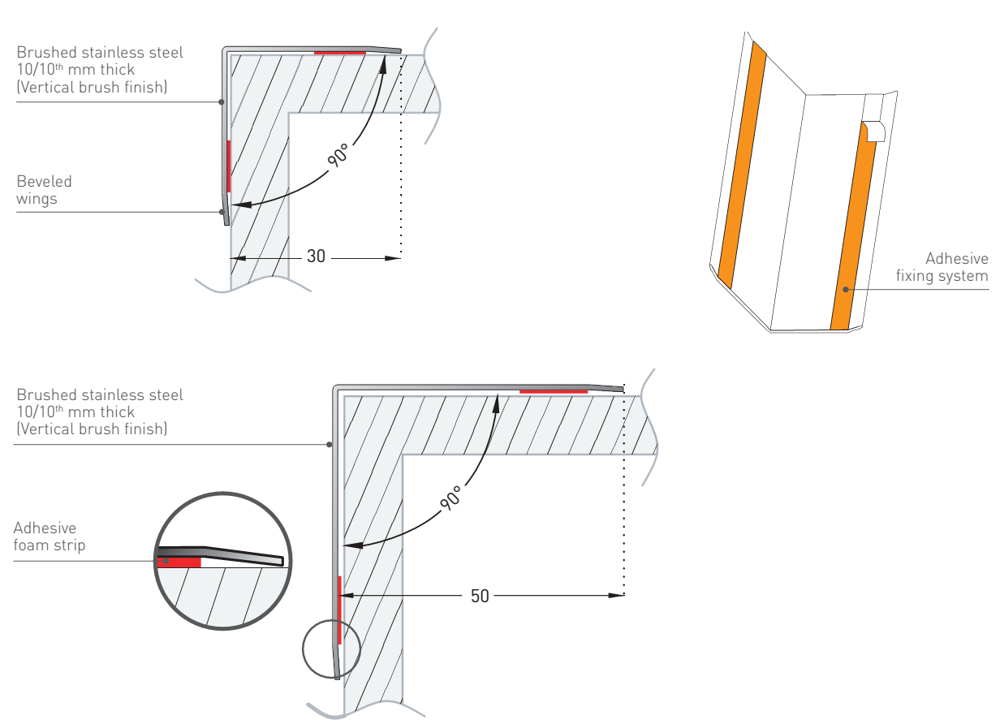 Brushed stainless steel
10/10th mm thick
(Vertical brush finish)
Beveled
wings
90°
30
Adhesive
fixing system
Brushed stainless steel
10/10th mm thick
(Vertical brush finish)
Adhesive
foam strip
90°
50